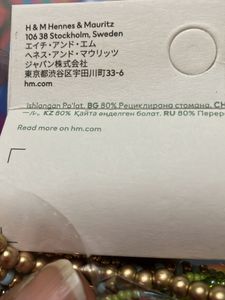 H & M Hennes & Mauritz
106 38 Stockholm, Sweden
エイチ・アンド・エム
ヘネス・アンド・マウリッツ
ジャパン株式会社
東京都渋谷区宇田川町33-6
hm.com
Ishlangan Po'lat. BG 80% Рециклирана стомана. CH
KZ 80% Қайта өңделген болат. RU 80% Перер
Read more on hm.com